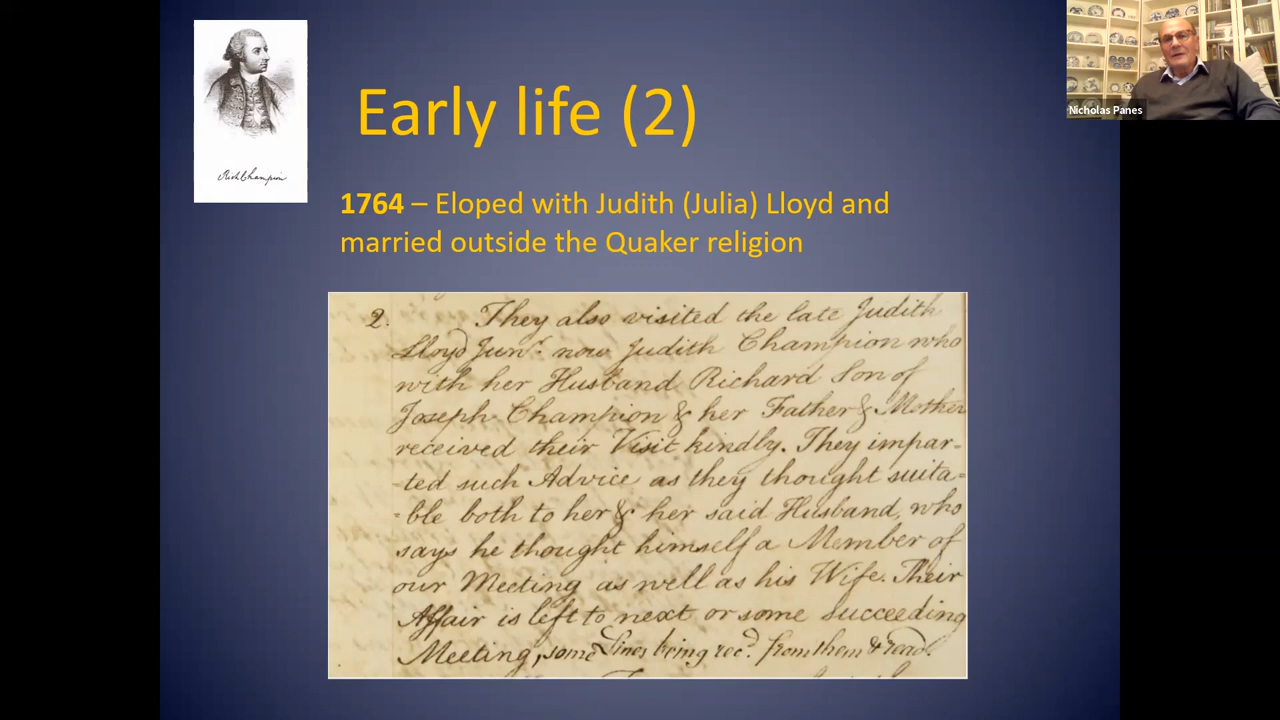 Nicholas Panes
Early life (2)
Rich Champion
1764 – Eloped with Judith (Julia) Lloyd and
married outside the Quaker religion
2. They also visited the late Judith
Lloyd Junr. now Judith Champion who
with her Husband Richard Son of
Joseph Champion & her Father & Mother
received their Visit kindly. They impar-
-ted such Advice as they thought suita-
-ble both to her & her said Husband, who
says he thought himself a Member of
our Meeting as well as his Wife. Their
Affair is left to next or some succeeding
Meeting, some Lines being recd. from them & read.